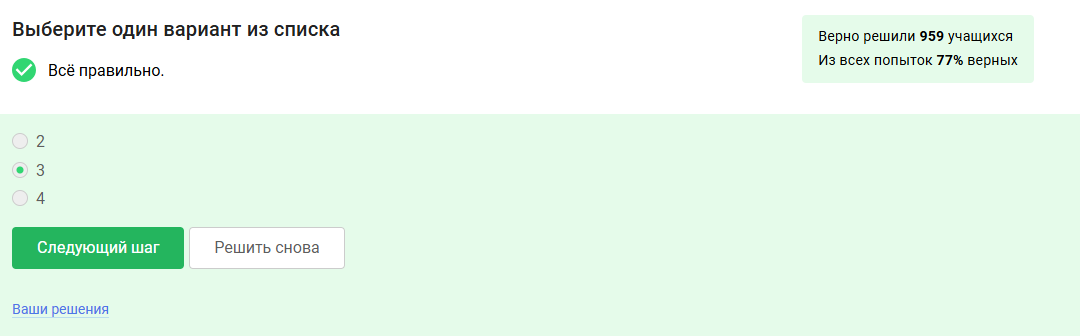 Выберите один вариант из списка
Всё правильно.
Верно решили 959 учащихся
Из всех попыток 77% верных
2
3
4
Следующий шаг
Решить снова
Ваши решения